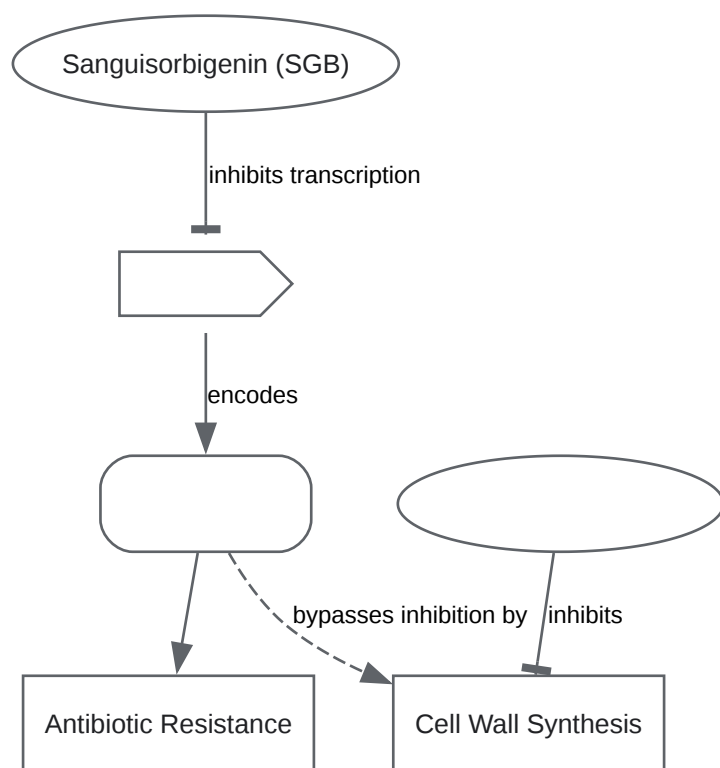 Sanguisorbigenin (SGB)
inhibits transcription
encodes
bypasses inhibition by
inhibits
Antibiotic Resistance
Cell Wall Synthesis